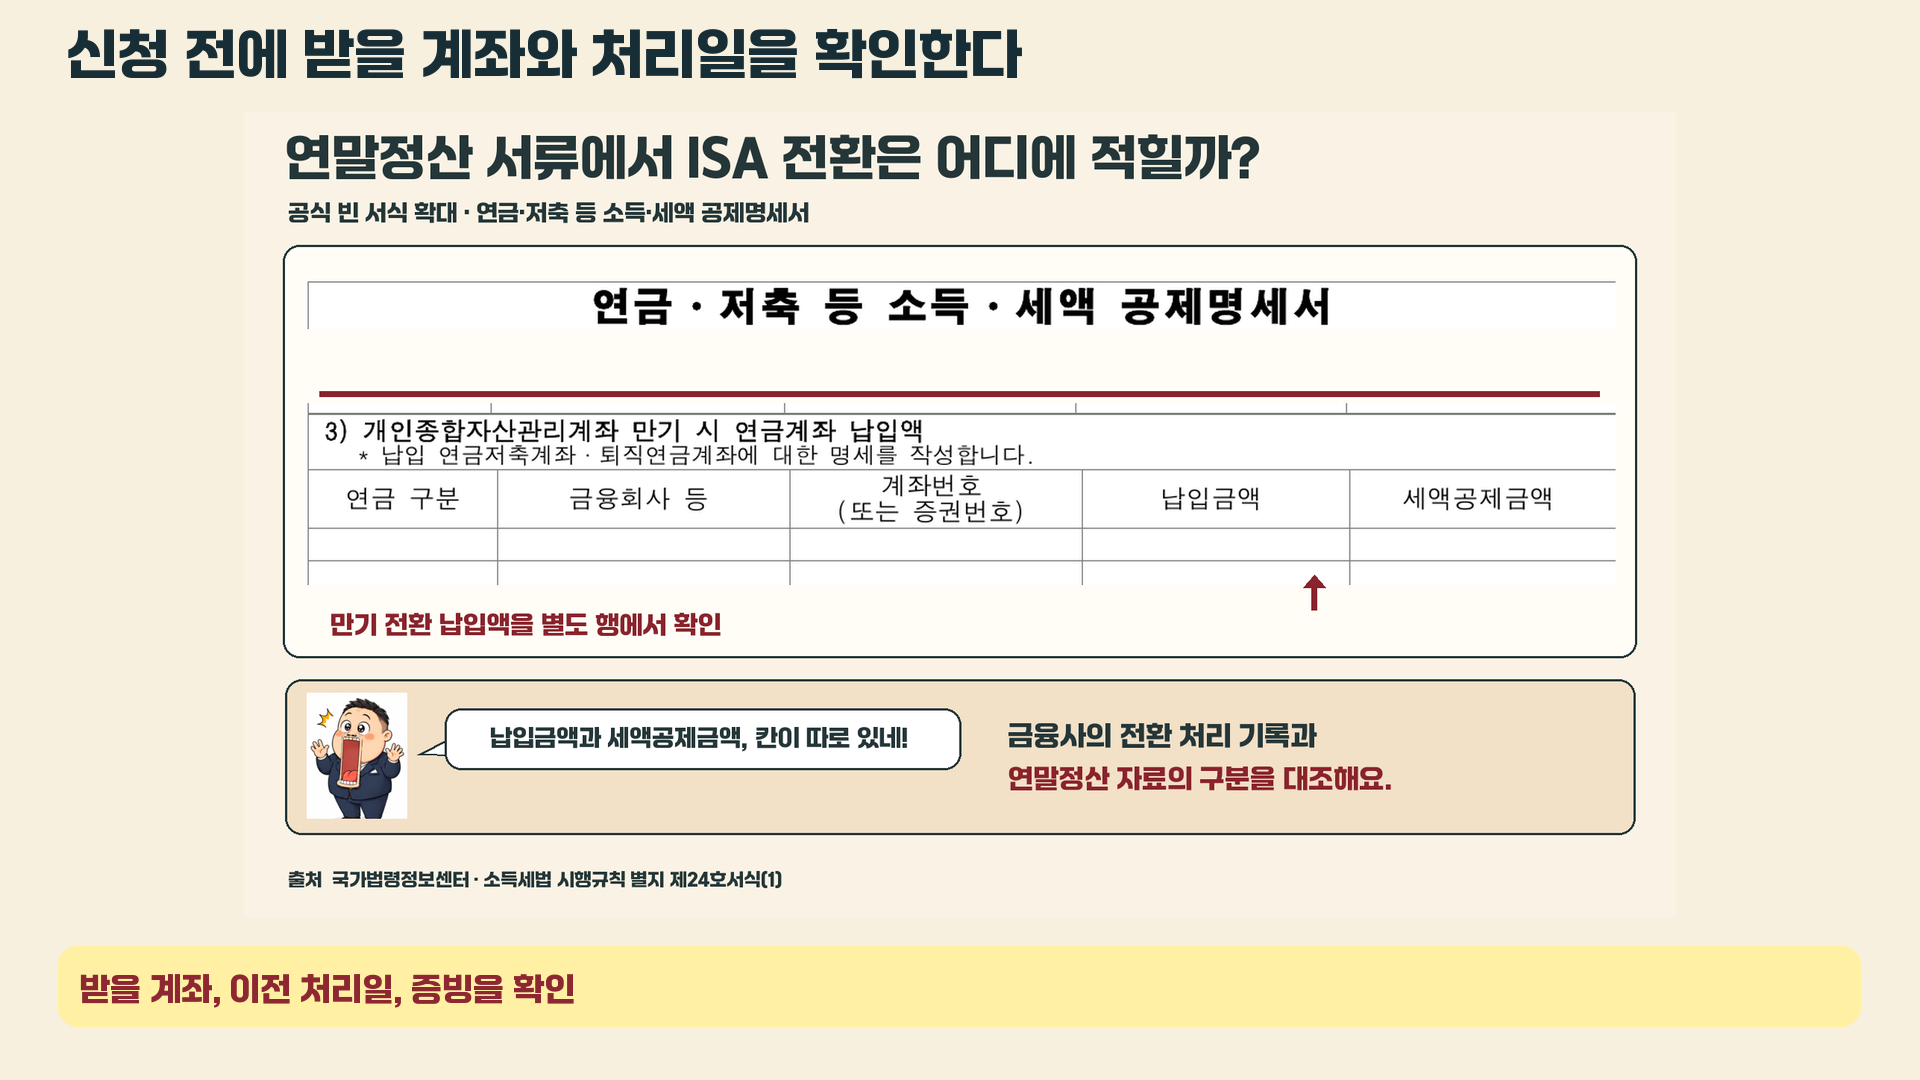 신청 전에 받을 계좌와 처리일을 확인한다
연말정산 서류에서 ISA 전환은 어디에 적힐까?
공식 빈 서식 확대 · 연금·저축 등 소득·세액 공제명세서
연금 · 저축 등 소득 · 세액 공제명세서
3) 개인종합자산관리계좌 만기 시 연금계좌 납입액
* 납입 연금저축계좌 · 퇴직연금계좌에 대한 명세를 작성합니다.
연금 구분 금융회사 등 계좌번호 (또는 증권번호) 납입금액 세액공제금액
만기 전환 납입액을 별도 행에서 확인
납입금액과 세액공제금액, 칸이 따로 있네!
금융사의 전환 처리 기록과
연말정산 자료의 구분을 대조해요.
출처 국가법령정보센터 · 소득세법 시행규칙 별지 제24호서식(1)
받을 계좌, 이전 처리일, 증빙을 확인